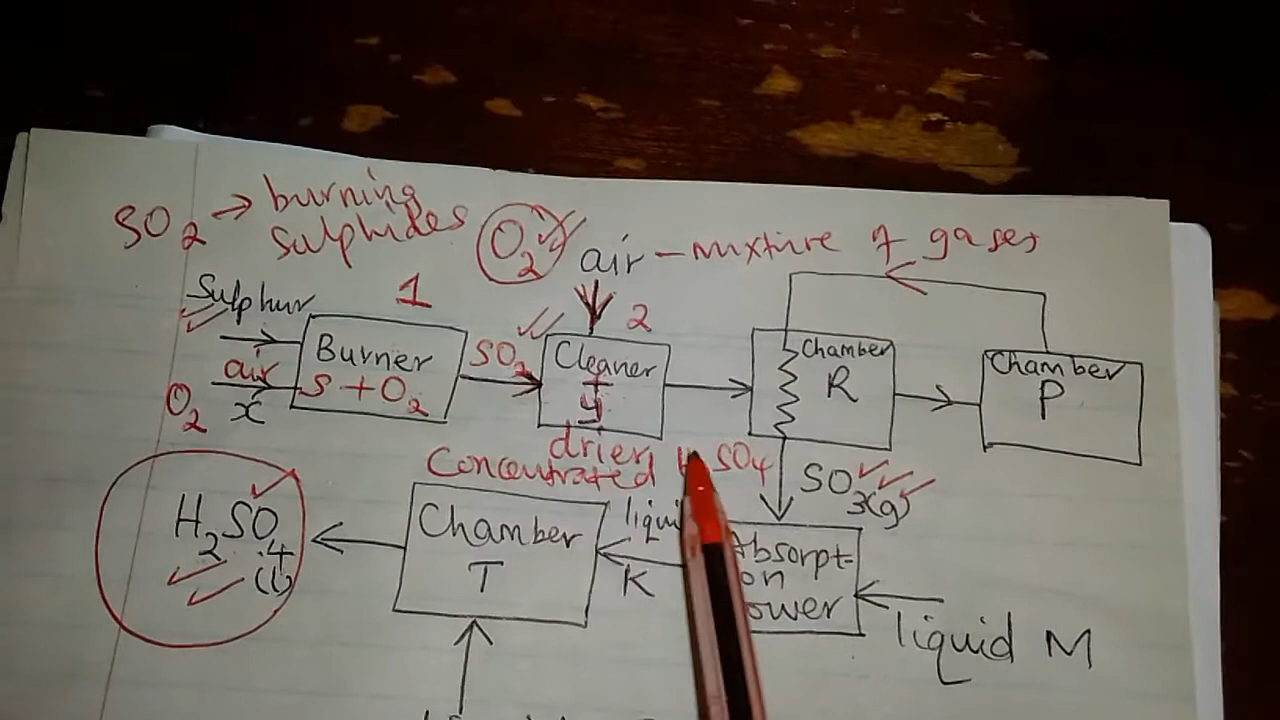 SO2 → burning
sulphides
O2 air - mixture of gases
Sulphur
1
2
air
O2
x
Burner
S + O2
SO2
Cleaner
+
y
drier
Concentrated H2SO4
Chamber
R
Chamber
P
SO3(g)
H2SO4
(l)
Chamber
T
K
Absorpt-
ion
Tower
liquid M